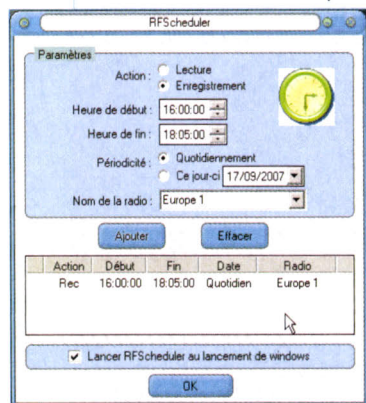 RFScheduler
Paramètres
Action : Lecture
Enregistrement
Heure de début : 16:00:00
Heure de fin : 18:05:00
Périodicité : Quotidiennement
Ce jour-ci 17/09/2007
Nom de la radio : Europe 1
Ajouter Effacer
Action Début Fin Date Radio
Rec 16:00:00 18:05:00 Quotidien Europe 1
Lancer RFScheduler au lancement de windows
OK